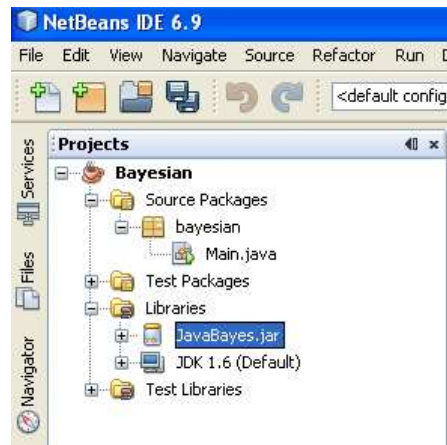 NetBeans IDE 6.9
File Edit View Navigate Source Refactor Run
<default config
Services
Files
Navigator
Projects
Bayesian
Source Packages
bayesian
Main.java
Test Packages
Libraries
JavaBayes.jar
JDK 1.6 (Default)
Test Libraries